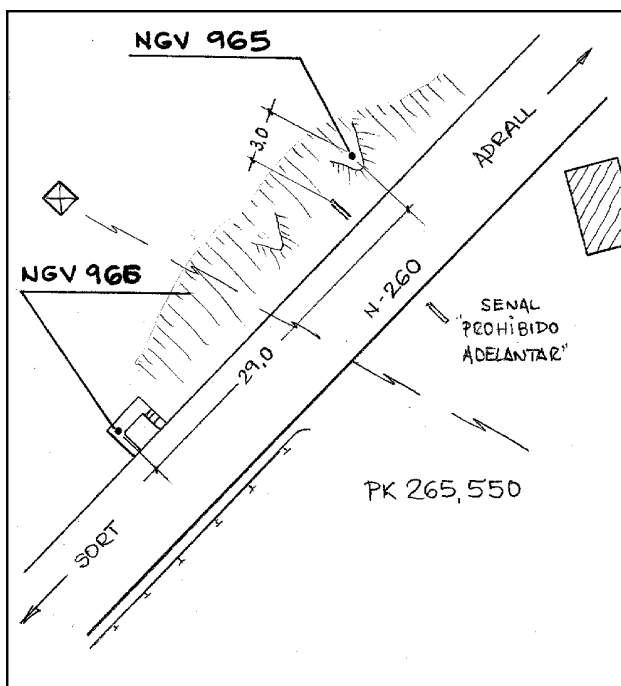 NGV 965
3.0
ADRALL
NGV 965
N-260
SENAL
"PROHIBIDO
ADELANTAR"
29,0
PK 265,550
SORT